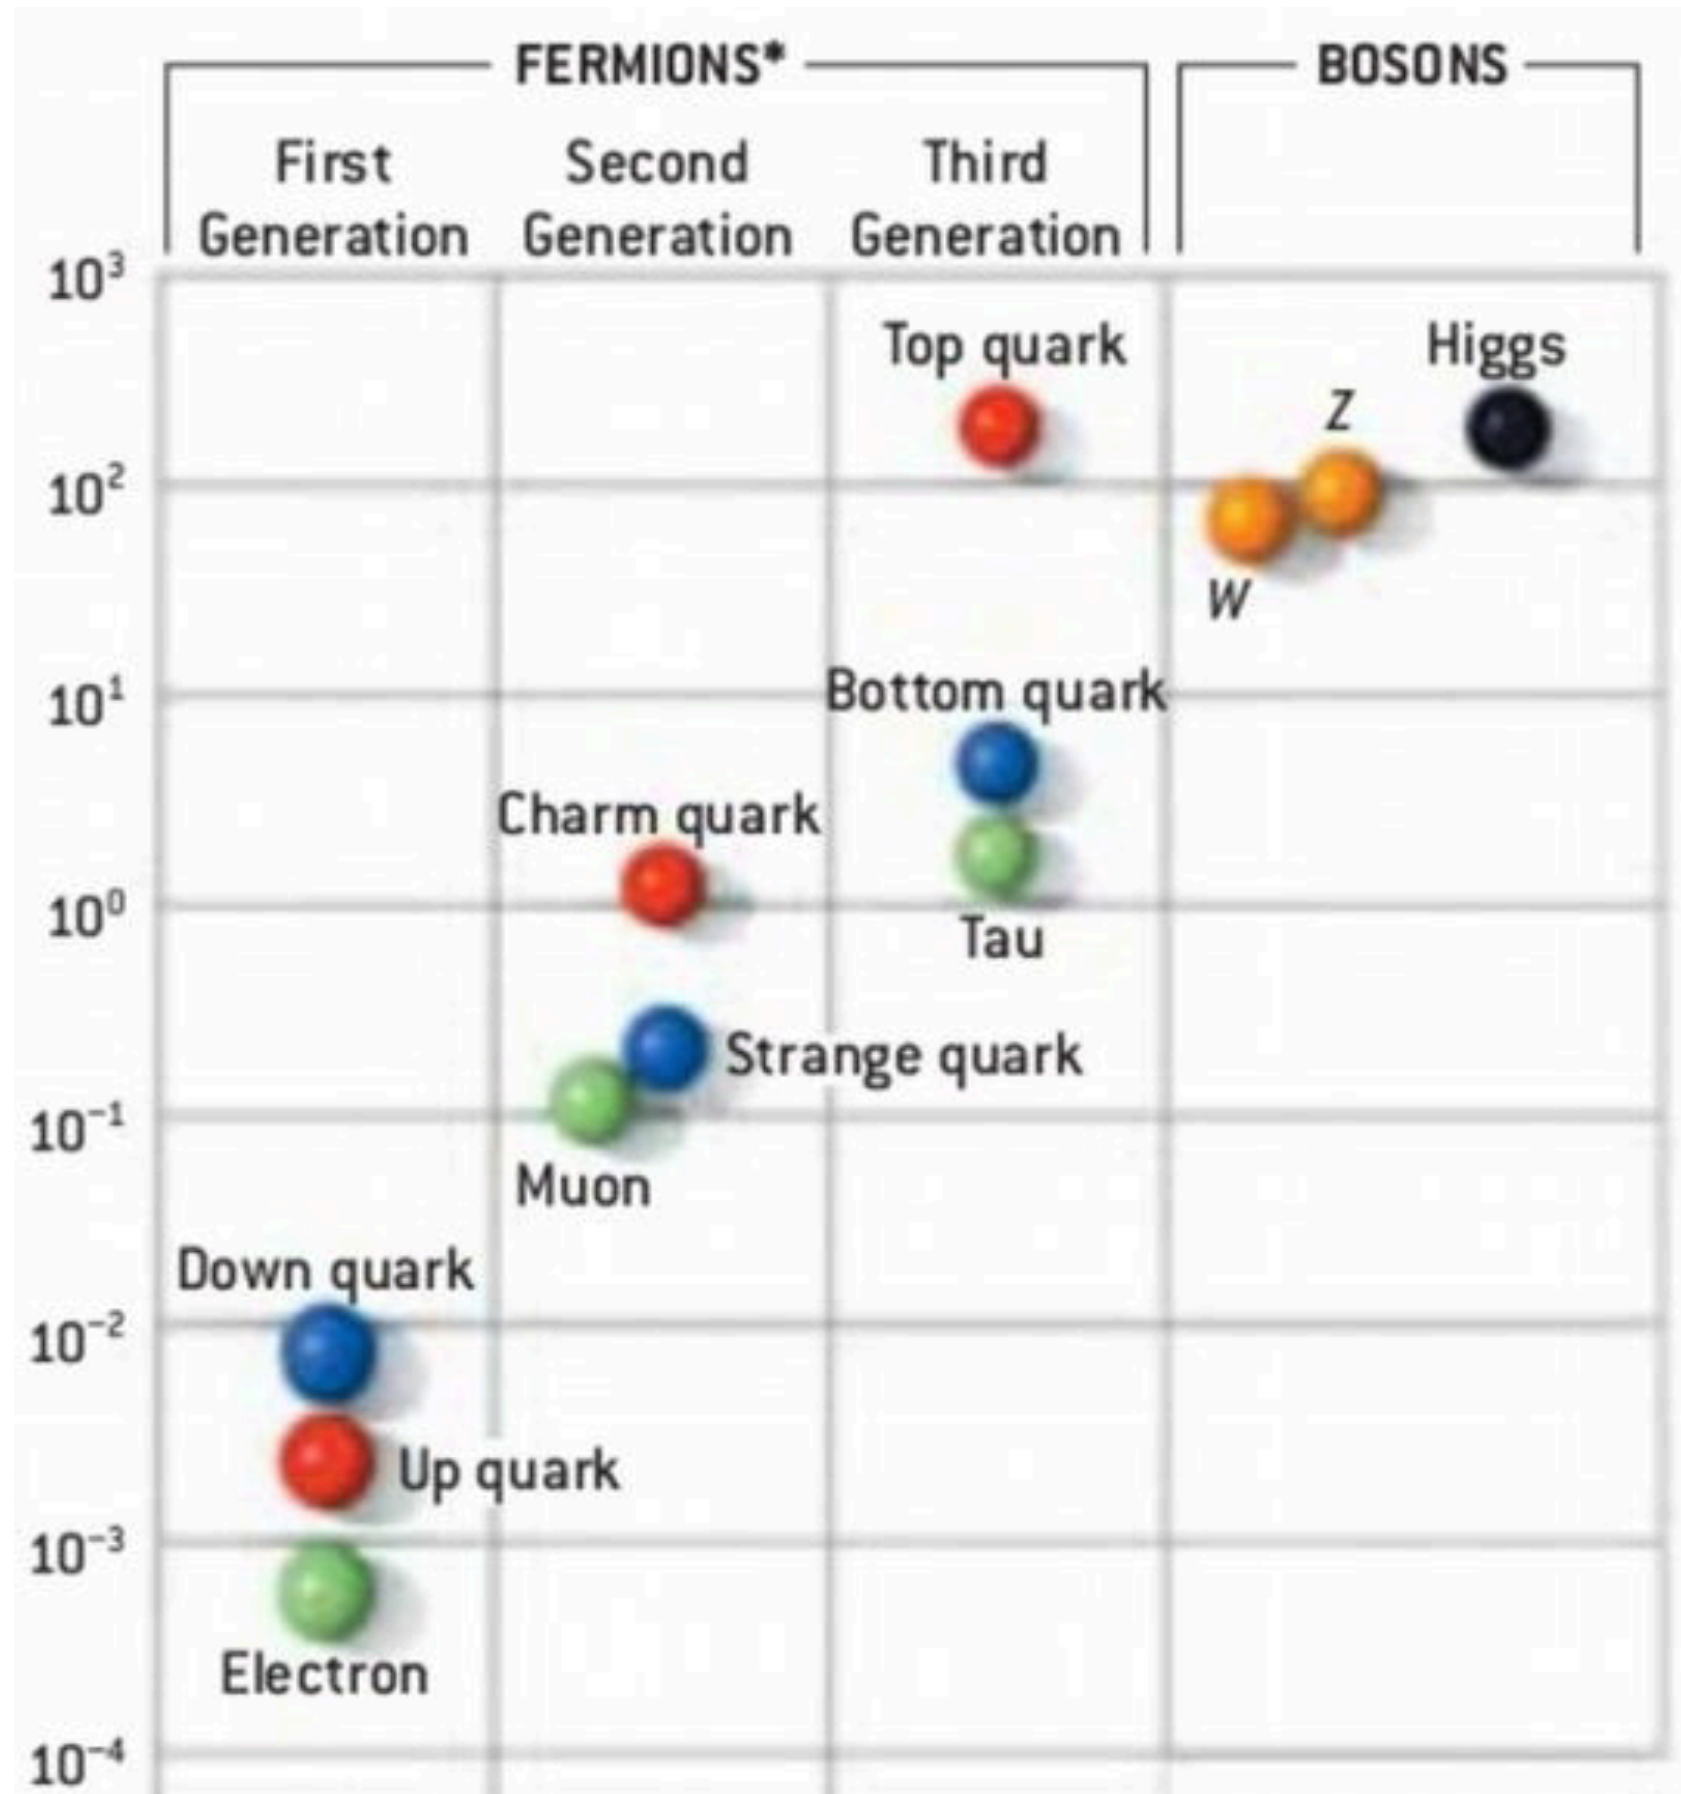 FERMIONS*
BOSONS
First
Generation
Second
Generation
Third
Generation
10³
Top quark
Higgs
Z
10²
W
10¹
Bottom quark
Charm quark
10⁰
Tau
Strange quark
10⁻¹
Muon
Down quark
10⁻²
Up quark
10⁻³
Electron
10⁻⁴